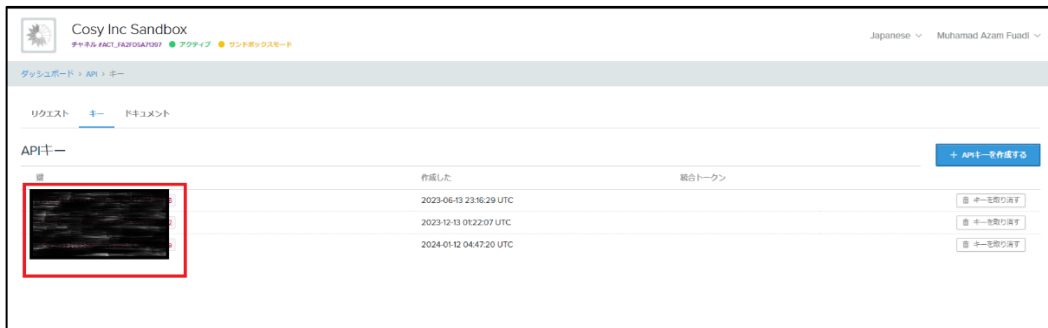 Cosy Inc Sandbox
チャネル #ACT_FA2F05A71397 アクティブ サンドボックスモード
Japanese Muhamad Azam Fuadi
ダッシュボード > API > キー
リクエスト キー ドキュメント
APIキー
+ APIキーを作成する
鍵 作成した 統合トークン
2023-06-13 23:16:29 UTC キーを取り消す
2023-12-13 01:22:07 UTC キーを取り消す
2024-01-12 04:47:20 UTC キーを取り消す